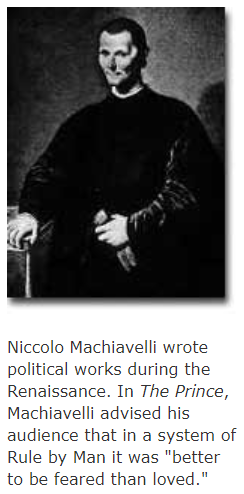 Niccolo Machiavelli wrote
political works during the
Renaissance. In The Prince,
Machiavelli advised his
audience that in a system of
Rule by Man it was "better
to be feared than loved."